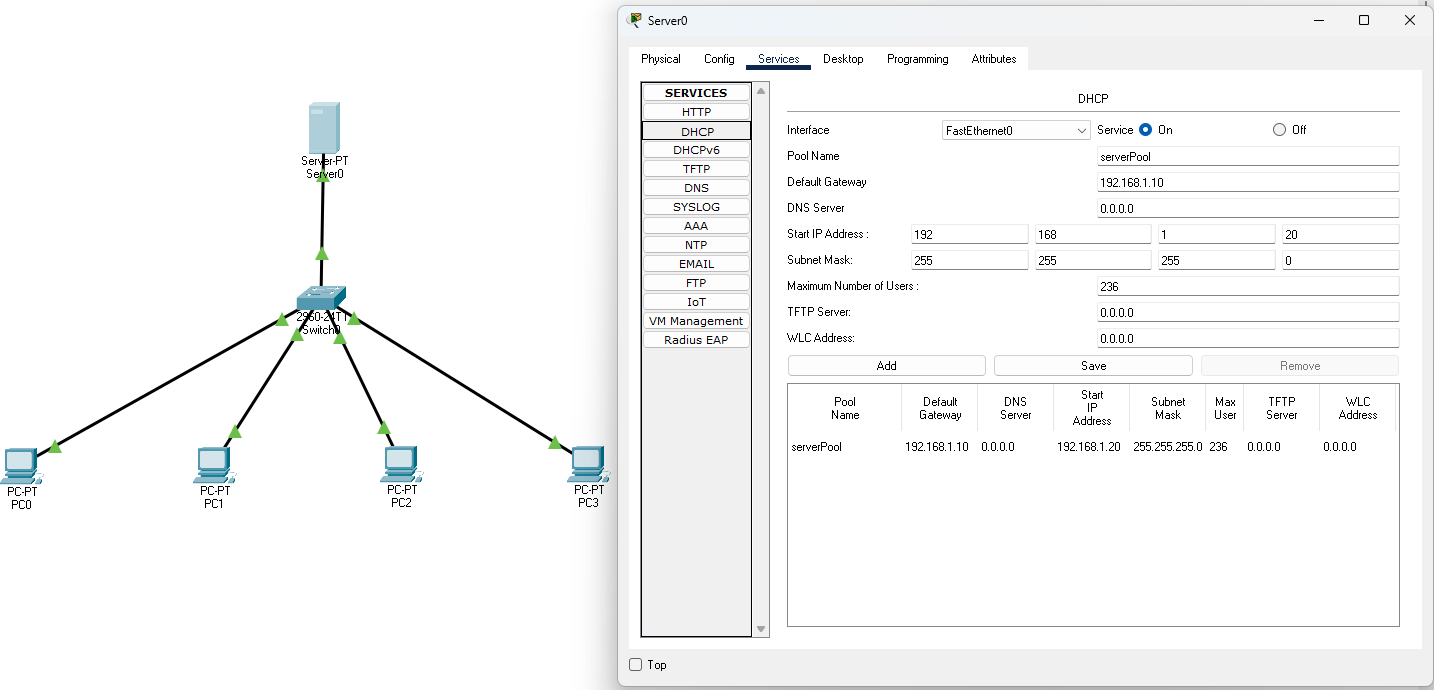 Server-PT
Server0
2960-24TT
Switch0
PC-PT
PC0
PC-PT
PC1
PC-PT
PC2
PC-PT
PC3
Server0
Physical Config Services Desktop Programming Attributes
SERVICES
HTTP
DHCP
DHCPv6
TFTP
DNS
SYSLOG
AAA
NTP
EMAIL
FTP
IoT
VM Management
Radius EAP
DHCP
Interface FastEthernet0 Service On Off
Pool Name serverPool
Default Gateway 192.168.1.10
DNS Server 0.0.0.0
Start IP Address : 192 168 1 20
Subnet Mask: 255 255 255 0
Maximum Number of Users : 236
TFTP Server: 0.0.0.0
WLC Address: 0.0.0.0
Add Save Remove
Pool Name Default Gateway DNS Server Start IP Address Subnet Mask Max User TFTP Server WLC Address
serverPool 192.168.1.10 0.0.0.0 192.168.1.20 255.255.255.0 236 0.0.0.0 0.0.0.0
Top